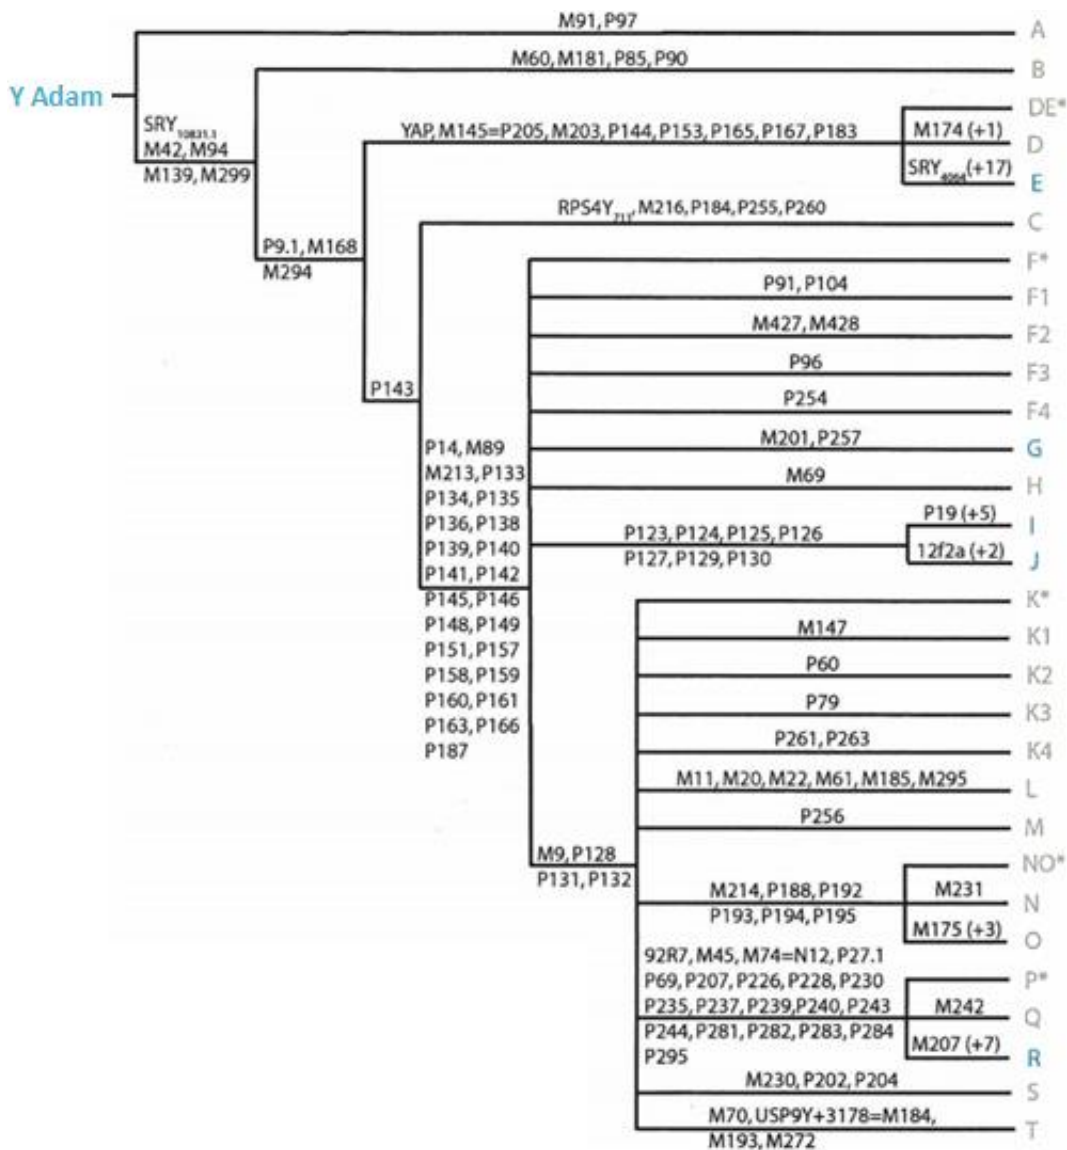 M91, P97
A
M60, M181, P85, P90
B
Y Adam
DE*
SRY10831.1
M42, M94
M139, M299
YAP, M145=P205, M203, P144, P153, P165, P167, P183
M174 (+1)
D
SRY4064(+17)
E
RPS4Y711, M216, P184, P255, P260
C
P9.1, M168
M294
F*
P91, P104
F1
M427, M428
F2
P96
F3
P143
P254
F4
P14, M89
M213, P133
P134, P135
P136, P138
P139, P140
P141, P142
P145, P146
P148, P149
P151, P157
P158, P159
P160, P161
P163, P166
P187
M201, P257
G
M69
H
P123, P124, P125, P126
P127, P129, P130
P19 (+5)
I
12f2a (+2)
J
K*
M147
K1
P60
K2
P79
K3
P261, P263
K4
M11, M20, M22, M61, M185, M295
L
P256
M
M9, P128
P131, P132
NO*
M214, P188, P192
P193, P194, P195
M231
N
M175 (+3)
O
92R7, M45, M74=N12, P27.1
P69, P207, P226, P228, P230
P235, P237, P239,P240, P243
P244, P281, P282, P283, P284
P295
P*
M242
Q
M207 (+7)
R
M230, P202, P204
S
M70, USP9Y+3178=M184,
M193, M272
T